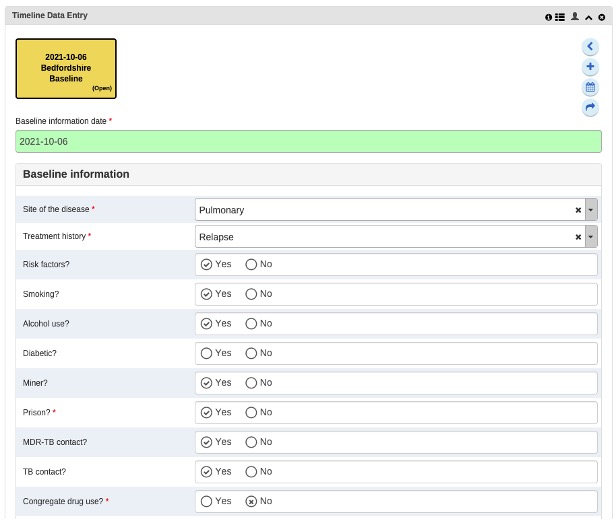 Timeline Data Entry
2021-10-06
Bedfordshire
Baseline
(Open)
Baseline information date *
2021-10-06
Baseline information
Site of the disease * Pulmonary
Treatment history * Relapse
Risk factors? Yes No
Smoking? Yes No
Alcohol use? Yes No
Diabetic? Yes No
Miner? Yes No
Prison? * Yes No
MDR-TB contact? Yes No
TB contact? Yes No
Congregate drug use? * Yes No